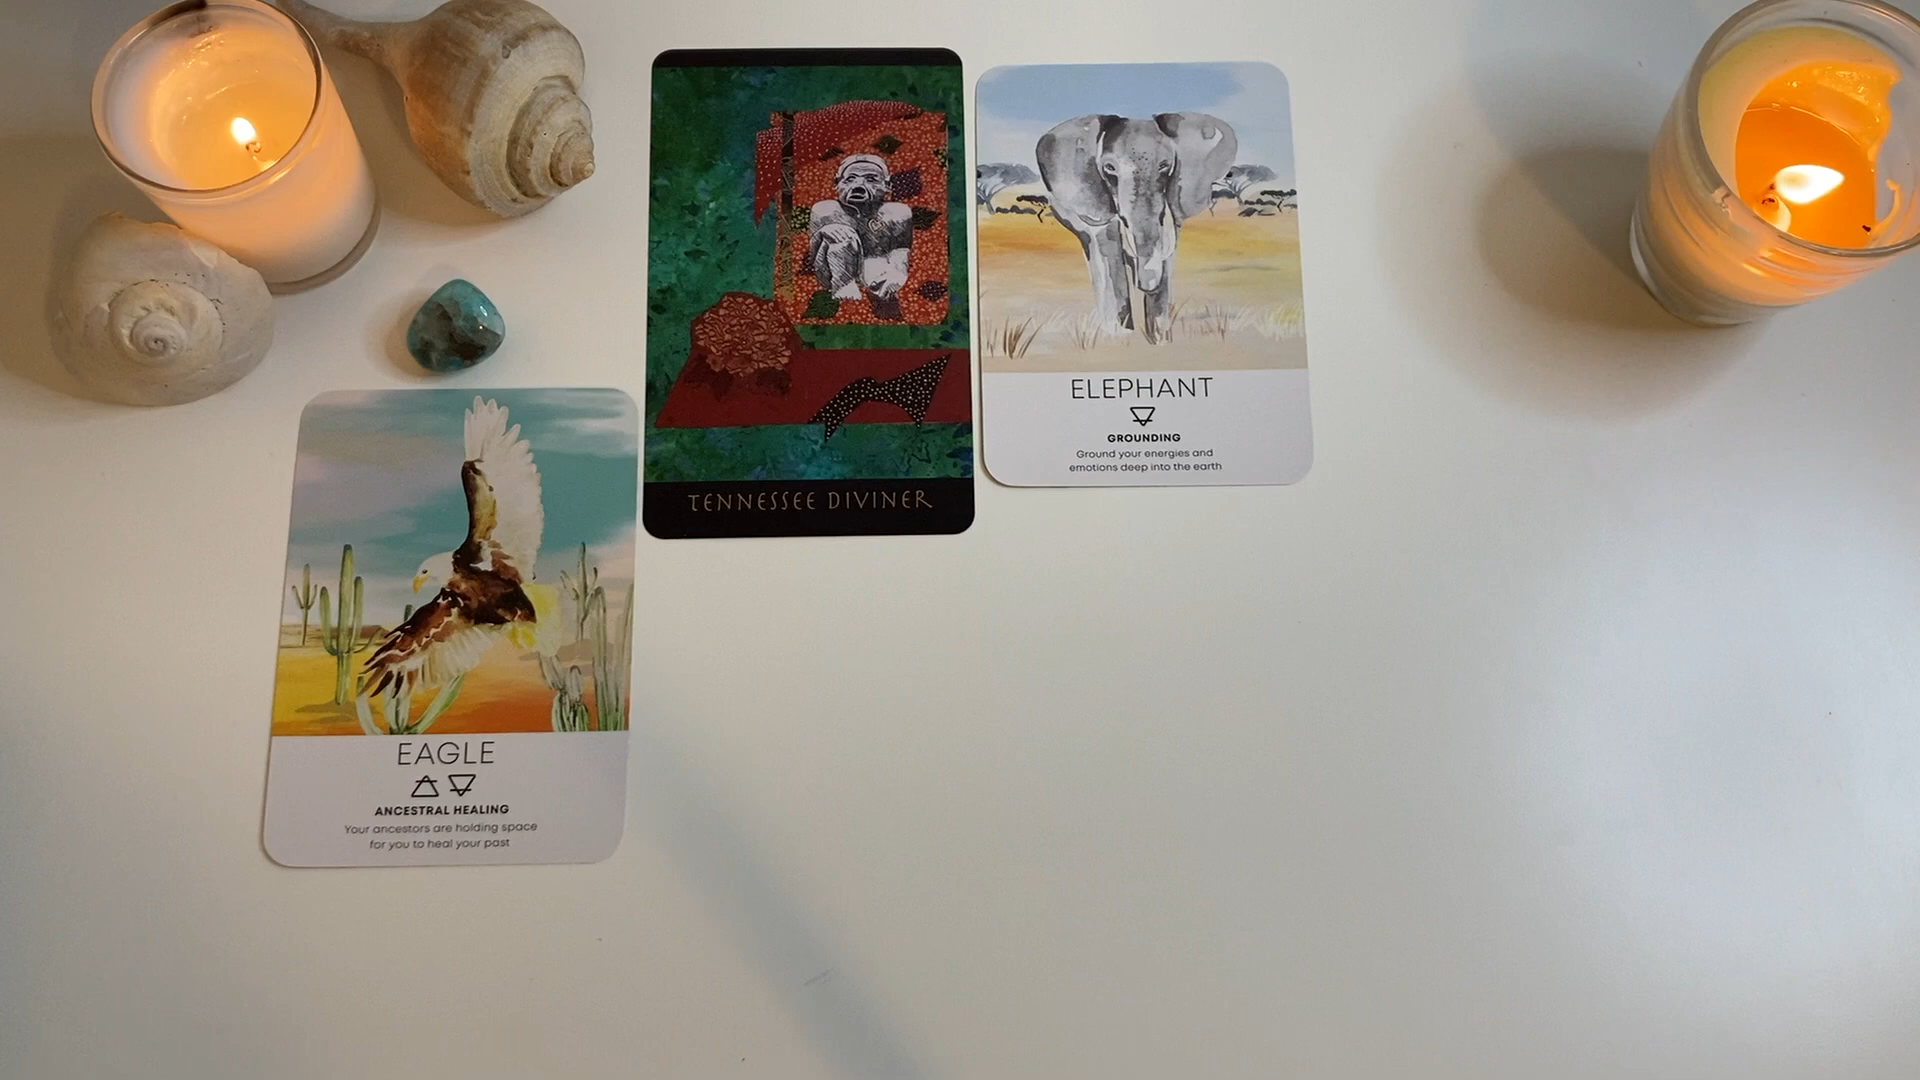 TENNESSEE DIVINER
ELEPHANT
GROUNDING
Ground your energies and
emotions deep into the earth
EAGLE
ANCESTRAL HEALING
Your ancestors are holding space
for you to heal your past